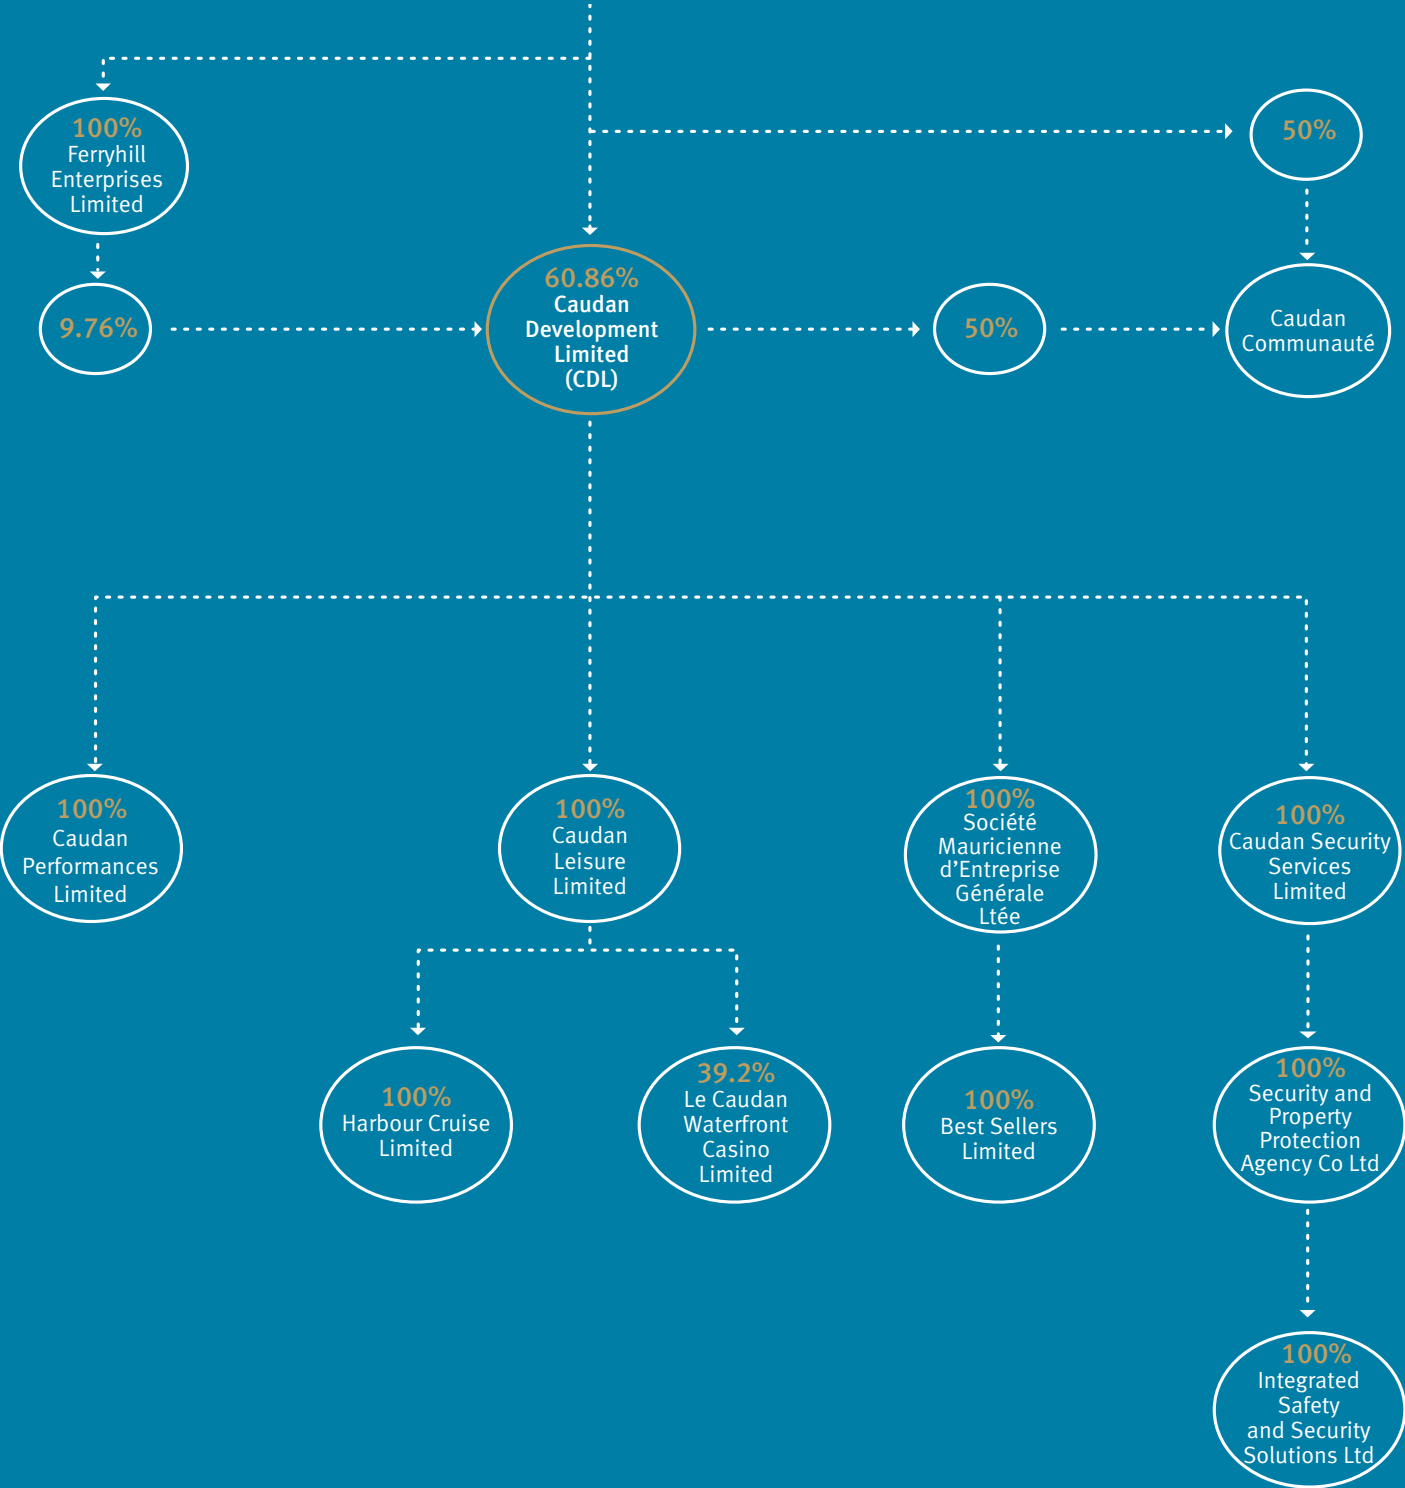 100%
Ferryhill
Enterprises
Limited
50%
9.76%
60.86%
Caudan
Development
Limited
(CDL)
50%
Caudan
Communauté
100%
Caudan
Performances
Limited
100%
Caudan
Leisure
Limited
100%
Société
Mauricienne
d’Entreprise
Générale
Ltée
100%
Caudan Security
Services
Limited
100%
Harbour Cruise
Limited
39.2%
Le Caudan
Waterfront
Casino
Limited
100%
Best Sellers
Limited
100%
Security and
Property
Protection
Agency Co Ltd
100%
Integrated
Safety
and Security
Solutions Ltd